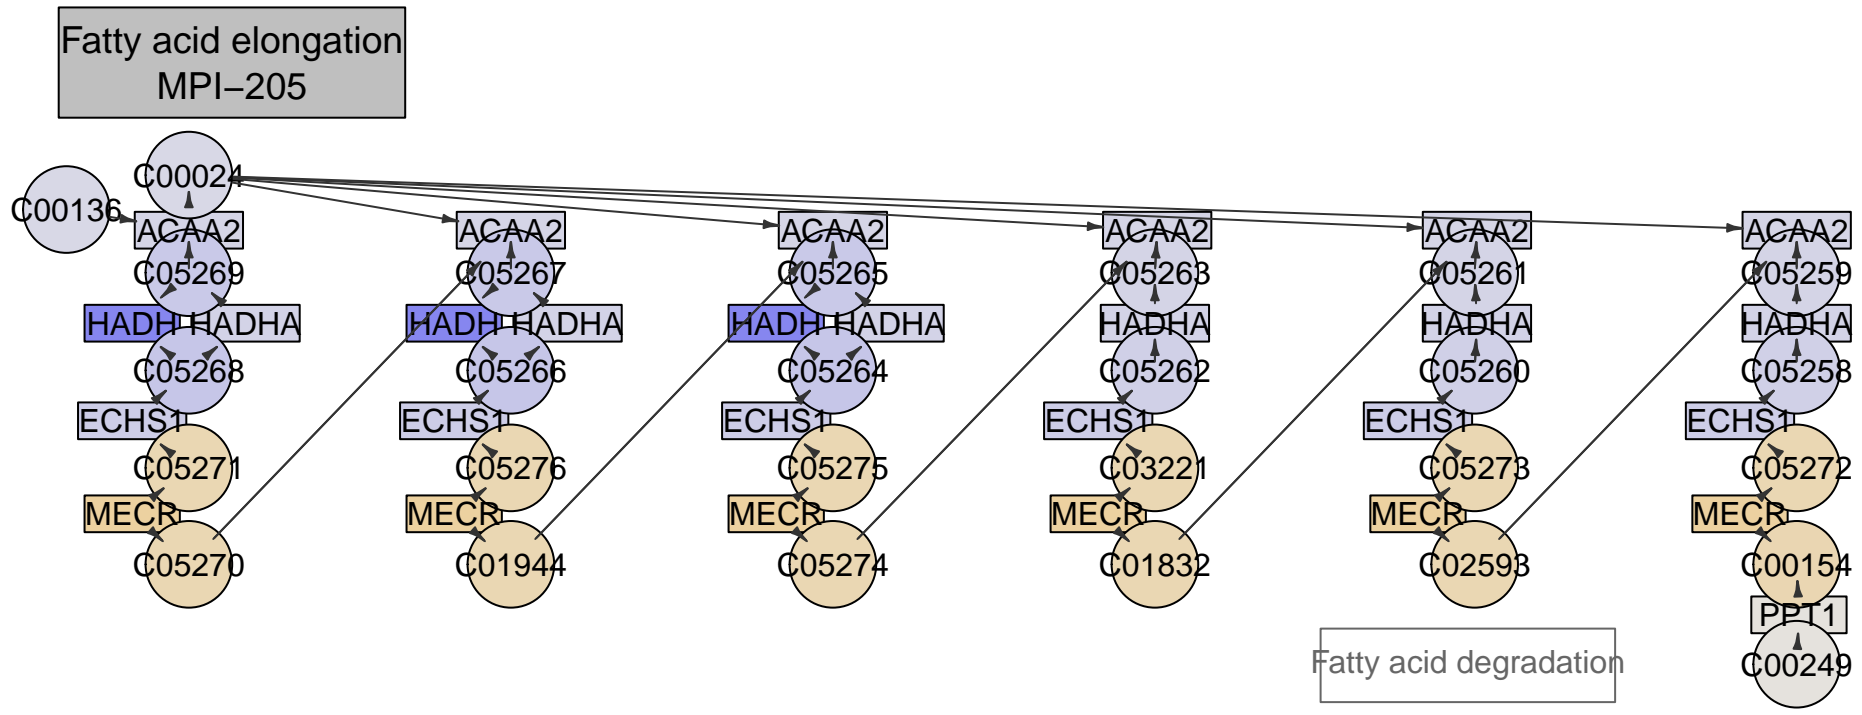 Fatty acid elongation
MPI−205
C00024
C00136
ACAA2 ACAA2 ACAA2 ACAA2 ACAA2 ACAA2
C05269 C05267 C05265 C05263 C05261 C05259
HADH HADHA HADH HADHA HADH HADHA HADHA HADHA HADHA
C05268 C05266 C05264 C05262 C05260 C05258
ECHS1 ECHS1 ECHS1 ECHS1 ECHS1 ECHS1
C05271 C05276 C05275 C03221 C05273 C05272
MECR MECR MECR MECR MECR MECR
C05270 C01944 C05274 C01832 C02593 C00154
PPT1
Fatty acid degradation C00249